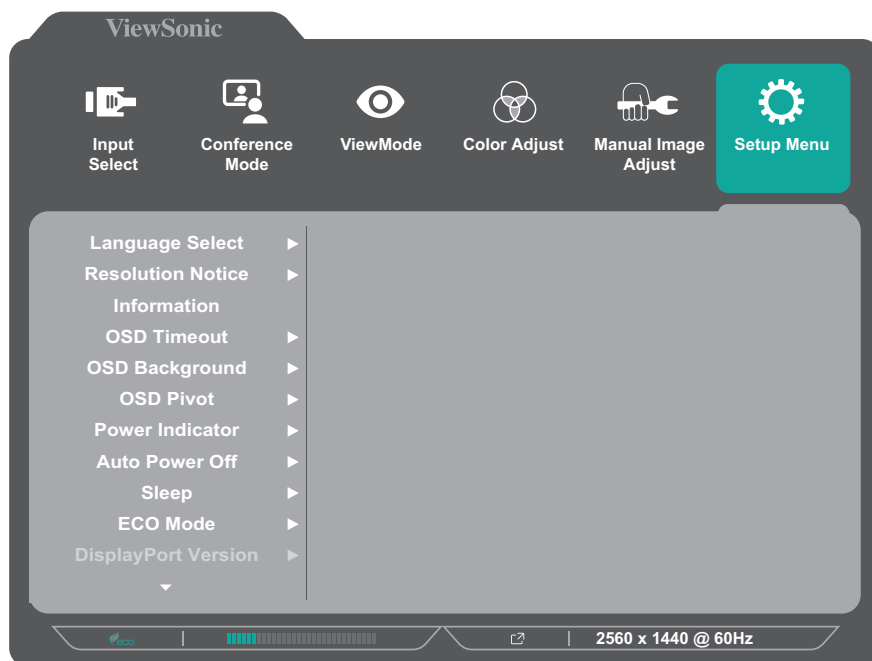 ViewSonic
Input
Select
Conference
Mode
ViewMode
Color Adjust
Manual Image
Adjust
Setup Menu
Language Select
Resolution Notice
Information
OSD Timeout
OSD Background
OSD Pivot
Power Indicator
Auto Power Off
Sleep
ECO Mode
DisplayPort Version
eco
2560 x 1440 @ 60Hz